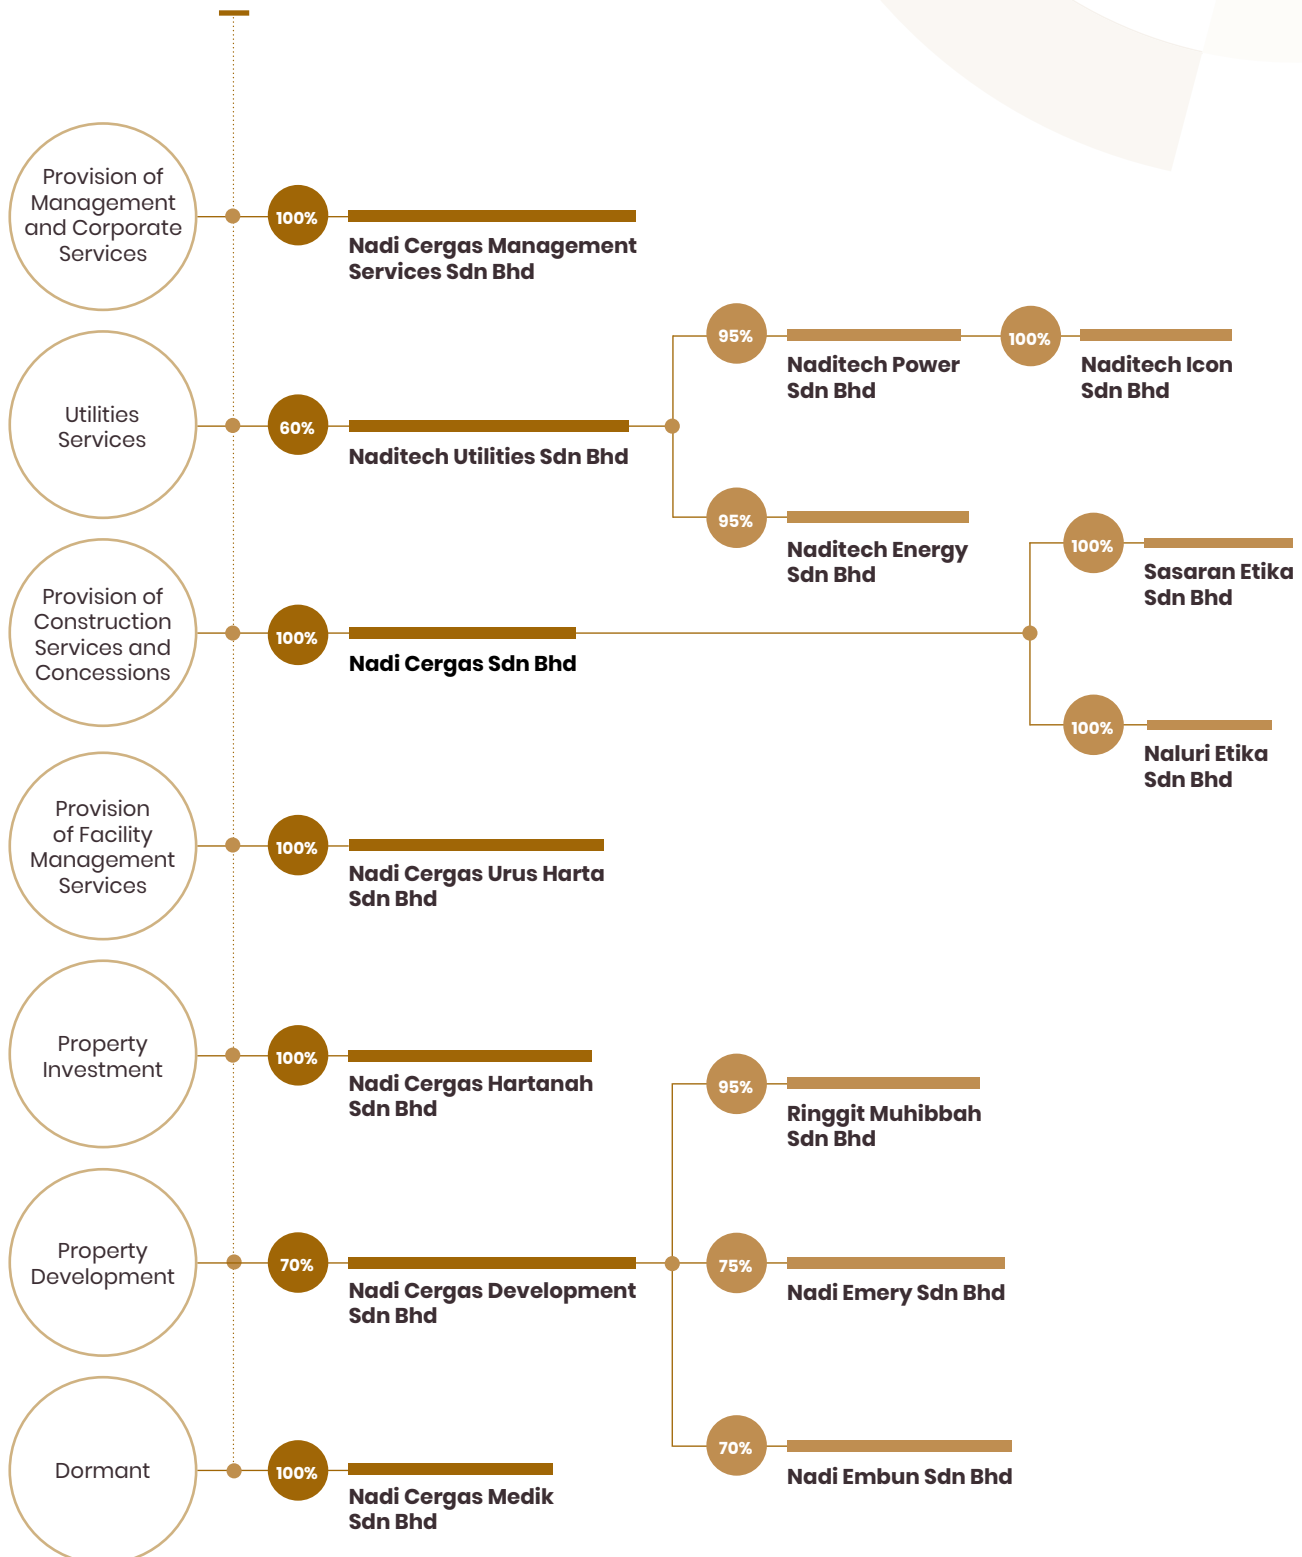 Provision of
Management
and Corporate
Services
100%
Nadi Cergas Management
Services Sdn Bhd
Utilities
Services
60%
Naditech Utilities Sdn Bhd
95%
Naditech Power
Sdn Bhd
100%
Naditech Icon
Sdn Bhd
95%
Naditech Energy
Sdn Bhd
Provision of
Construction
Services and
Concessions
100%
Nadi Cergas Sdn Bhd
100%
Sasaran Etika
Sdn Bhd
100%
Naluri Etika
Sdn Bhd
Provision
of Facility
Management
Services
100%
Nadi Cergas Urus Harta
Sdn Bhd
Property
Investment
100%
Nadi Cergas Hartanah
Sdn Bhd
Property
Development
70%
Nadi Cergas Development
Sdn Bhd
95%
Ringgit Muhibbah
Sdn Bhd
75%
Nadi Emery Sdn Bhd
70%
Nadi Embun Sdn Bhd
Dormant
100%
Nadi Cergas Medik
Sdn Bhd